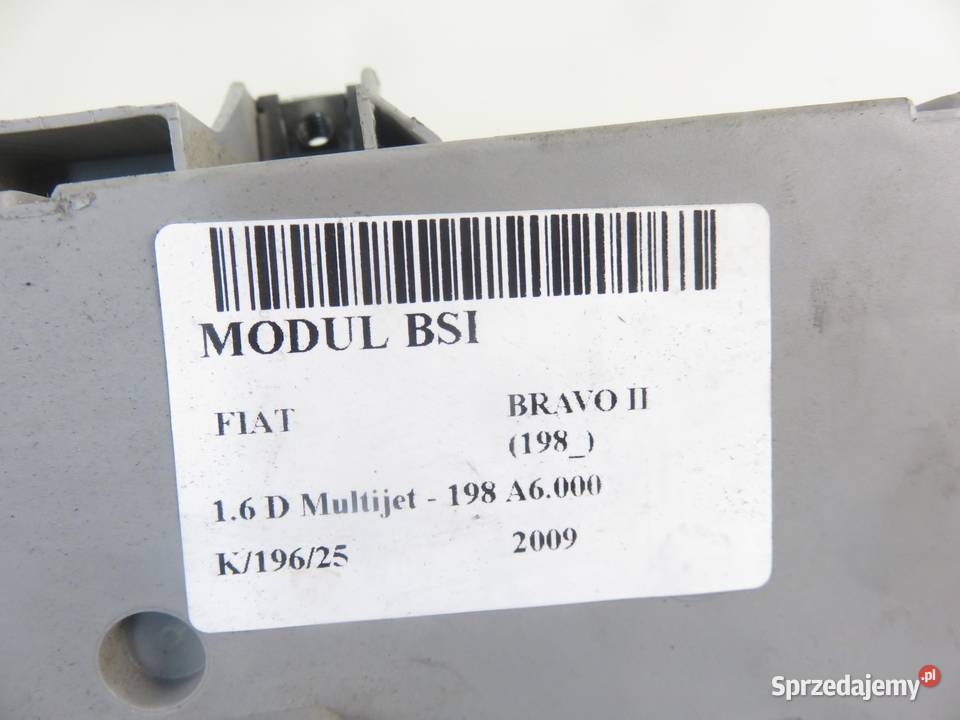 MODUL BSI
FIAT
BRAVO II
(198_)
1.6 D Multijet - 198 A6.000
K/196/25
2009
Sprzedajemy.pl